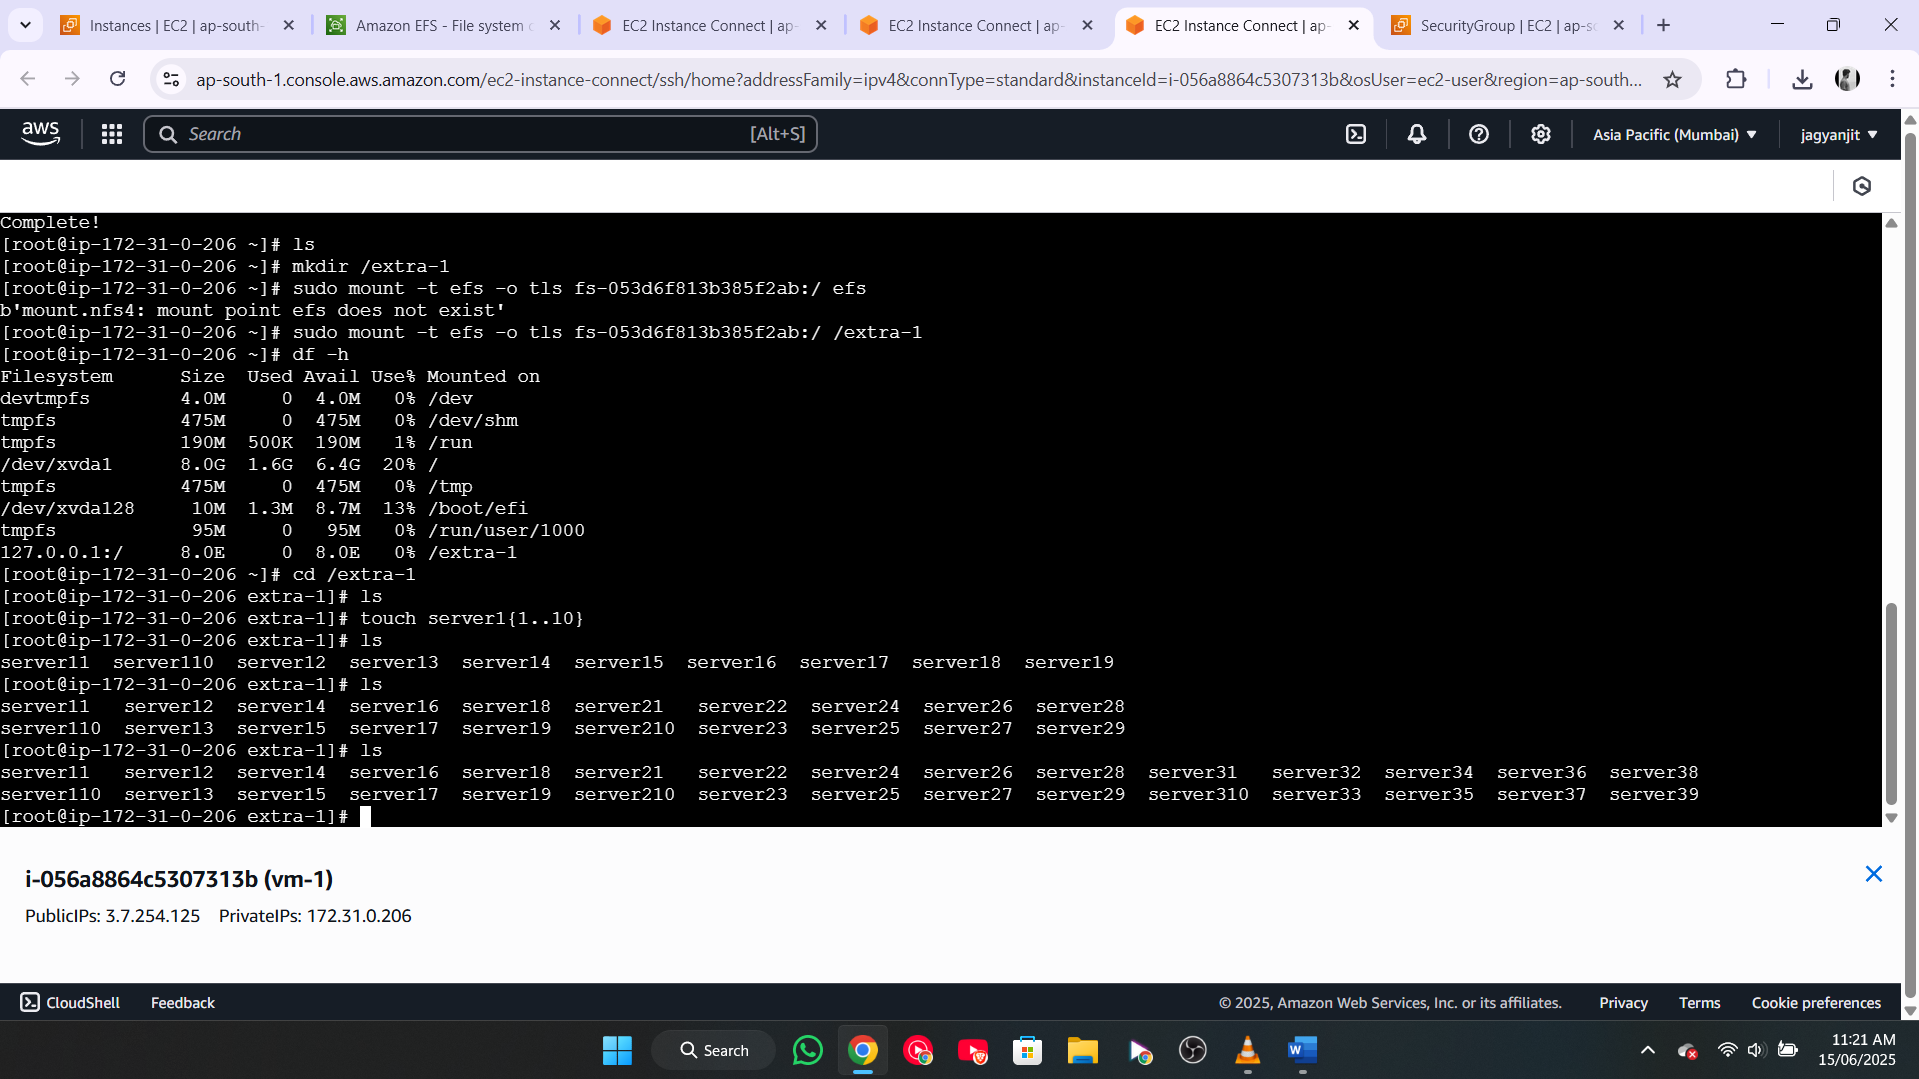 Instances | EC2 | ap-south-
Amazon EFS - File system
EC2 Instance Connect | ap-
EC2 Instance Connect | ap-
EC2 Instance Connect | ap-
SecurityGroup | EC2 | ap-s
ap-south-1.console.aws.amazon.com/ec2-instance-connect/ssh/home?addressFamily=ipv4&connType=standard&instanceId=i-056a8864c5307313b&osUser=ec2-user&region=ap-south...
aws
Search [Alt+S]
Asia Pacific (Mumbai)
jagyanjit
Complete!
[root@ip-172-31-0-206 ~]# ls
[root@ip-172-31-0-206 ~]# mkdir /extra-1
[root@ip-172-31-0-206 ~]# sudo mount -t efs -o tls fs-053d6f813b385f2ab:/ efs
b'mount.nfs4: mount point efs does not exist'
[root@ip-172-31-0-206 ~]# sudo mount -t efs -o tls fs-053d6f813b385f2ab:/ /extra-1
[root@ip-172-31-0-206 ~]# df -h
Filesystem Size Used Avail Use% Mounted on
devtmpfs 4.0M 0 4.0M 0% /dev
tmpfs 475M 0 475M 0% /dev/shm
tmpfs 190M 500K 190M 1% /run
/dev/xvda1 8.0G 1.6G 6.4G 20% /
tmpfs 475M 0 475M 0% /tmp
/dev/xvda128 10M 1.3M 8.7M 13% /boot/efi
tmpfs 95M 0 95M 0% /run/user/1000
127.0.0.1:/ 8.0E 0 8.0E 0% /extra-1
[root@ip-172-31-0-206 ~]# cd /extra-1
[root@ip-172-31-0-206 extra-1]# ls
[root@ip-172-31-0-206 extra-1]# touch server1{1..10}
[root@ip-172-31-0-206 extra-1]# ls
server11 server110 server12 server13 server14 server15 server16 server17 server18 server19
[root@ip-172-31-0-206 extra-1]# ls
server11 server12 server14 server16 server18 server21 server22 server24 server26 server28
server110 server13 server15 server17 server19 server210 server23 server25 server27 server29
[root@ip-172-31-0-206 extra-1]# ls
server11 server12 server14 server16 server18 server21 server22 server24 server26 server28 server31 server32 server34 server36 server38
server110 server13 server15 server17 server19 server210 server23 server25 server27 server29 server310 server33 server35 server37 server39
[root@ip-172-31-0-206 extra-1]#
i-056a8864c5307313b (vm-1)
PublicIPs: 3.7.254.125 PrivateIPs: 172.31.0.206
CloudShell Feedback © 2025, Amazon Web Services, Inc. or its affiliates. Privacy Terms Cookie preferences
Search
11:21 AM
15/06/2025